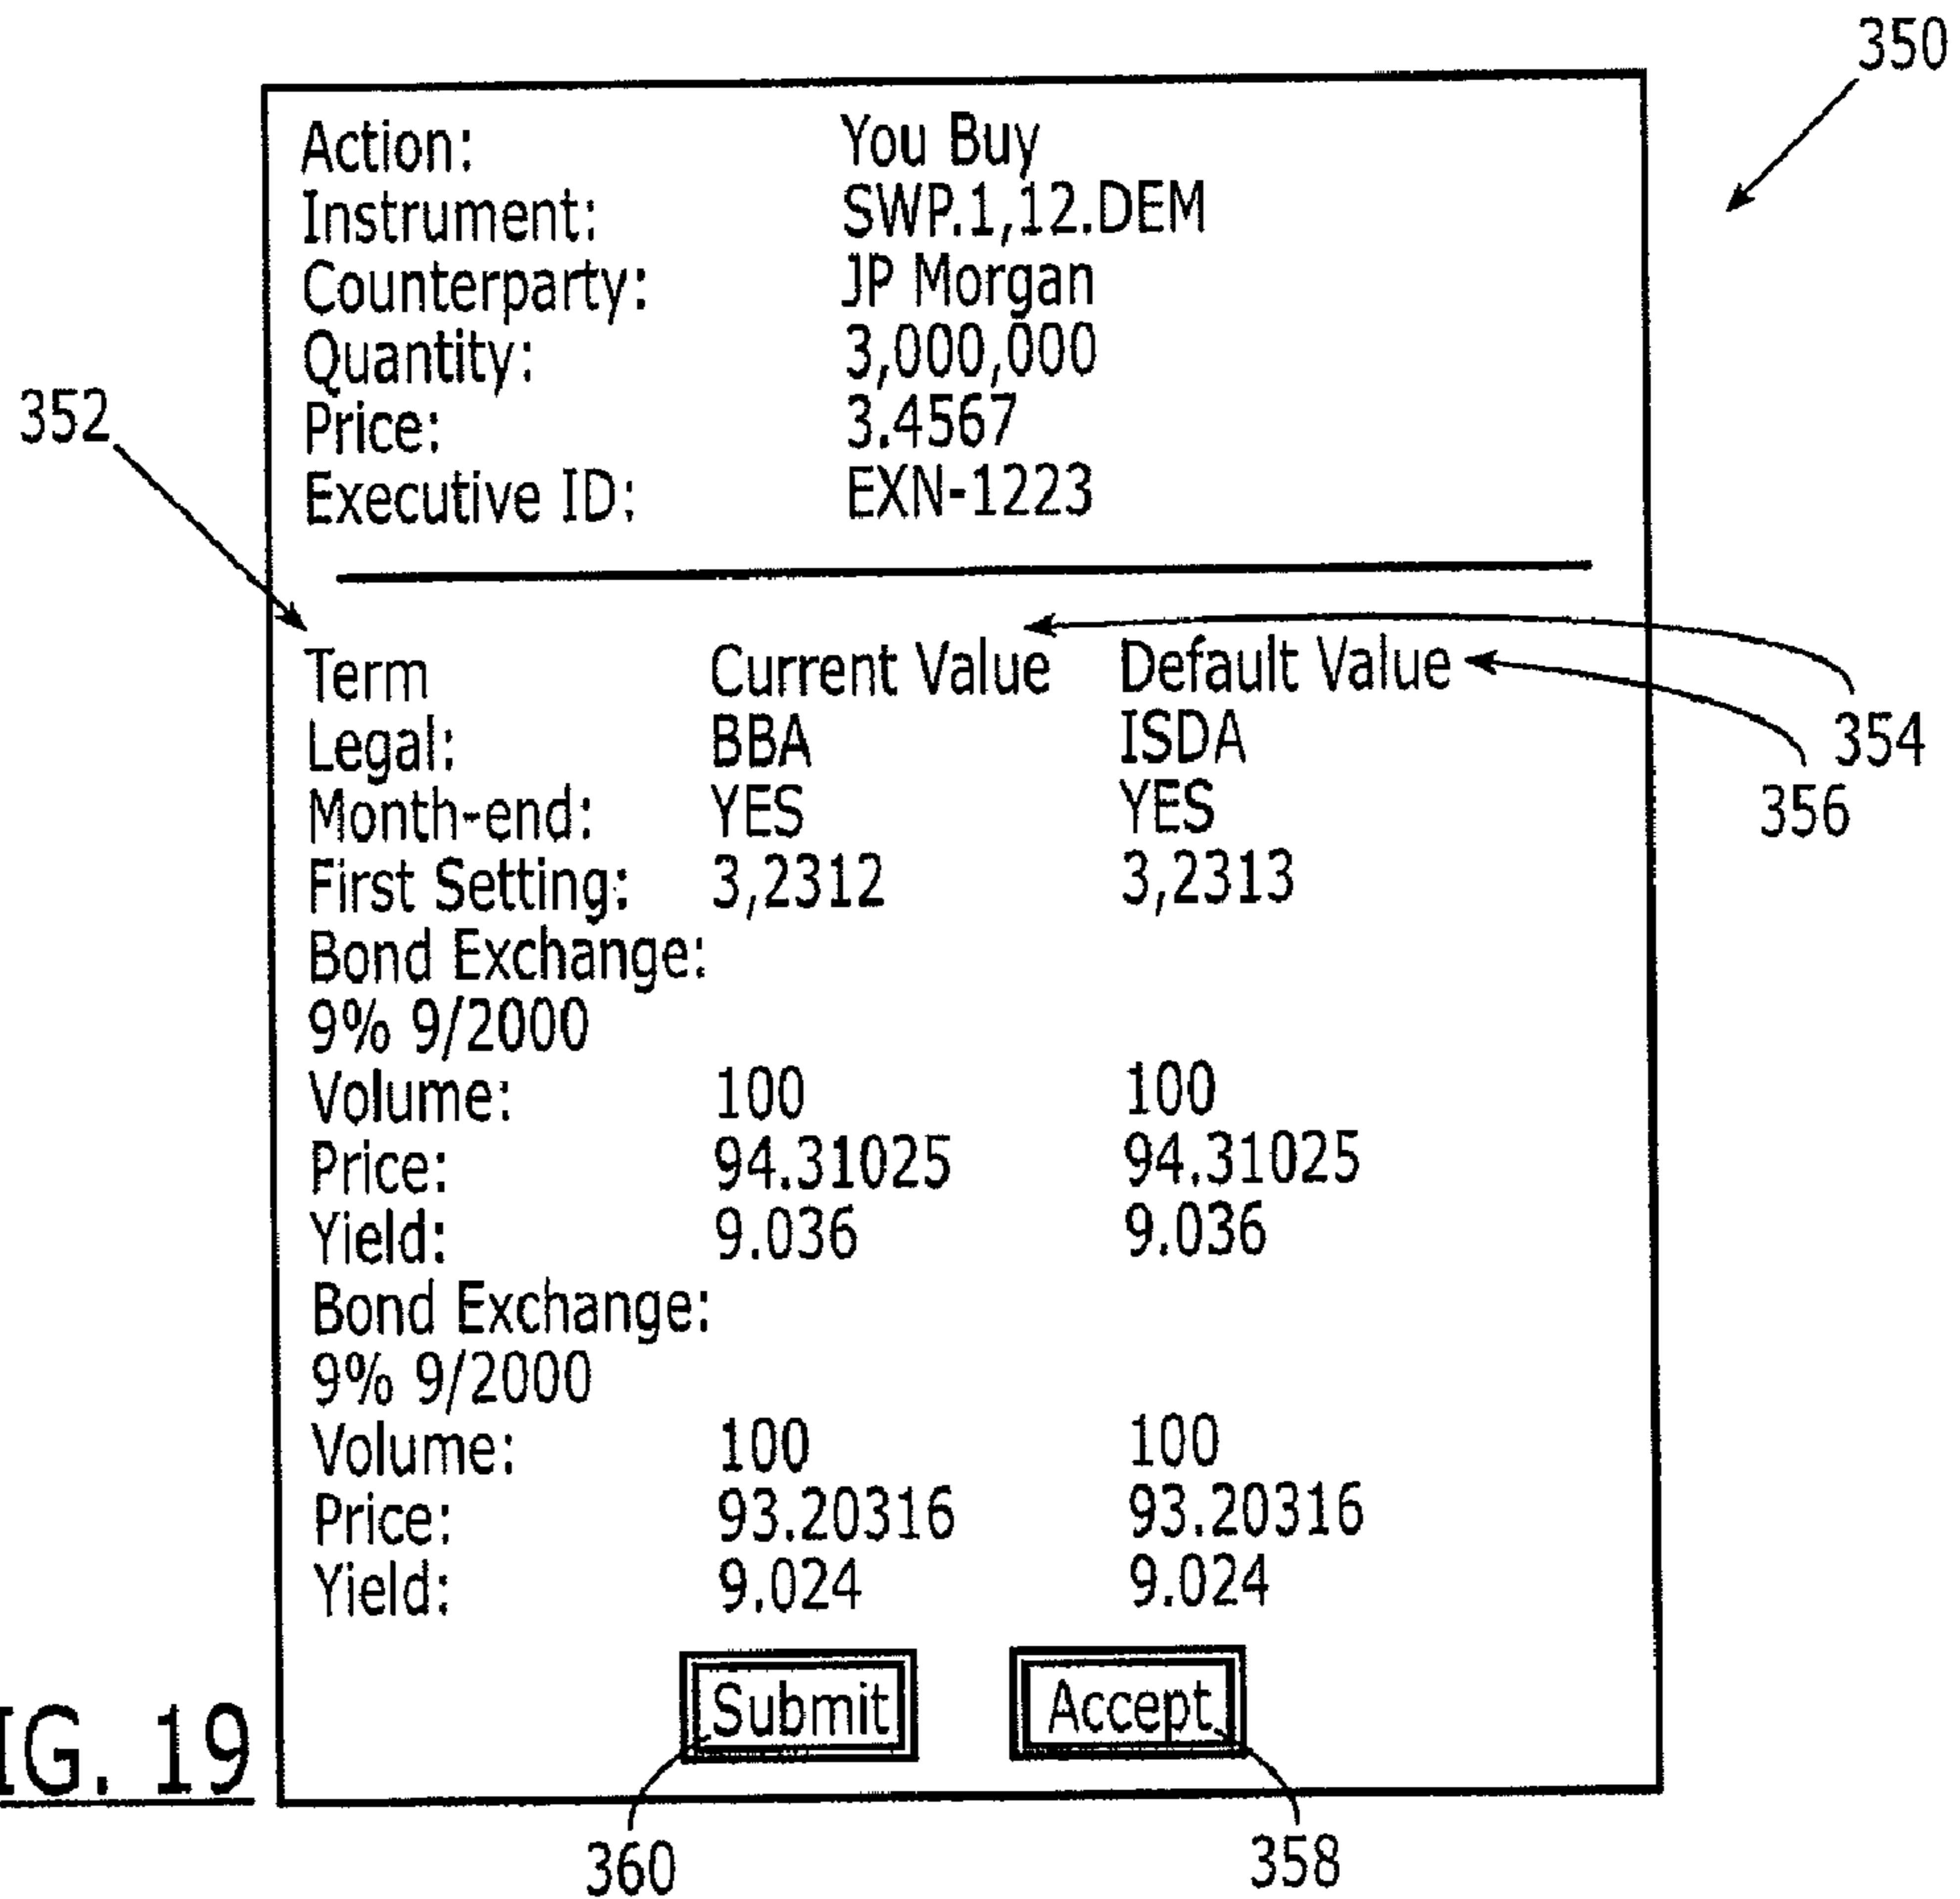 350
Action: You Buy
Instrument: SWP.1,12.DEM
Counterparty: JP Morgan
Quantity: 3,000,000
Price: 3.4567
Executive ID: EXN-1223
352
Term Current Value Default Value
Legal: BBA ISDA
354
Month-end: YES YES
356
First Setting: 3,2312 3,2313
Bond Exchange:
9% 9/2000
Volume: 100 100
Price: 94.31025 94.31025
Yield: 9.036 9.036
Bond Exchange:
9% 9/2000
Volume: 100 100
Price: 93.20316 93.20316
Yield: 9.024 9.024
Submit Accept
IG. 19
360 358